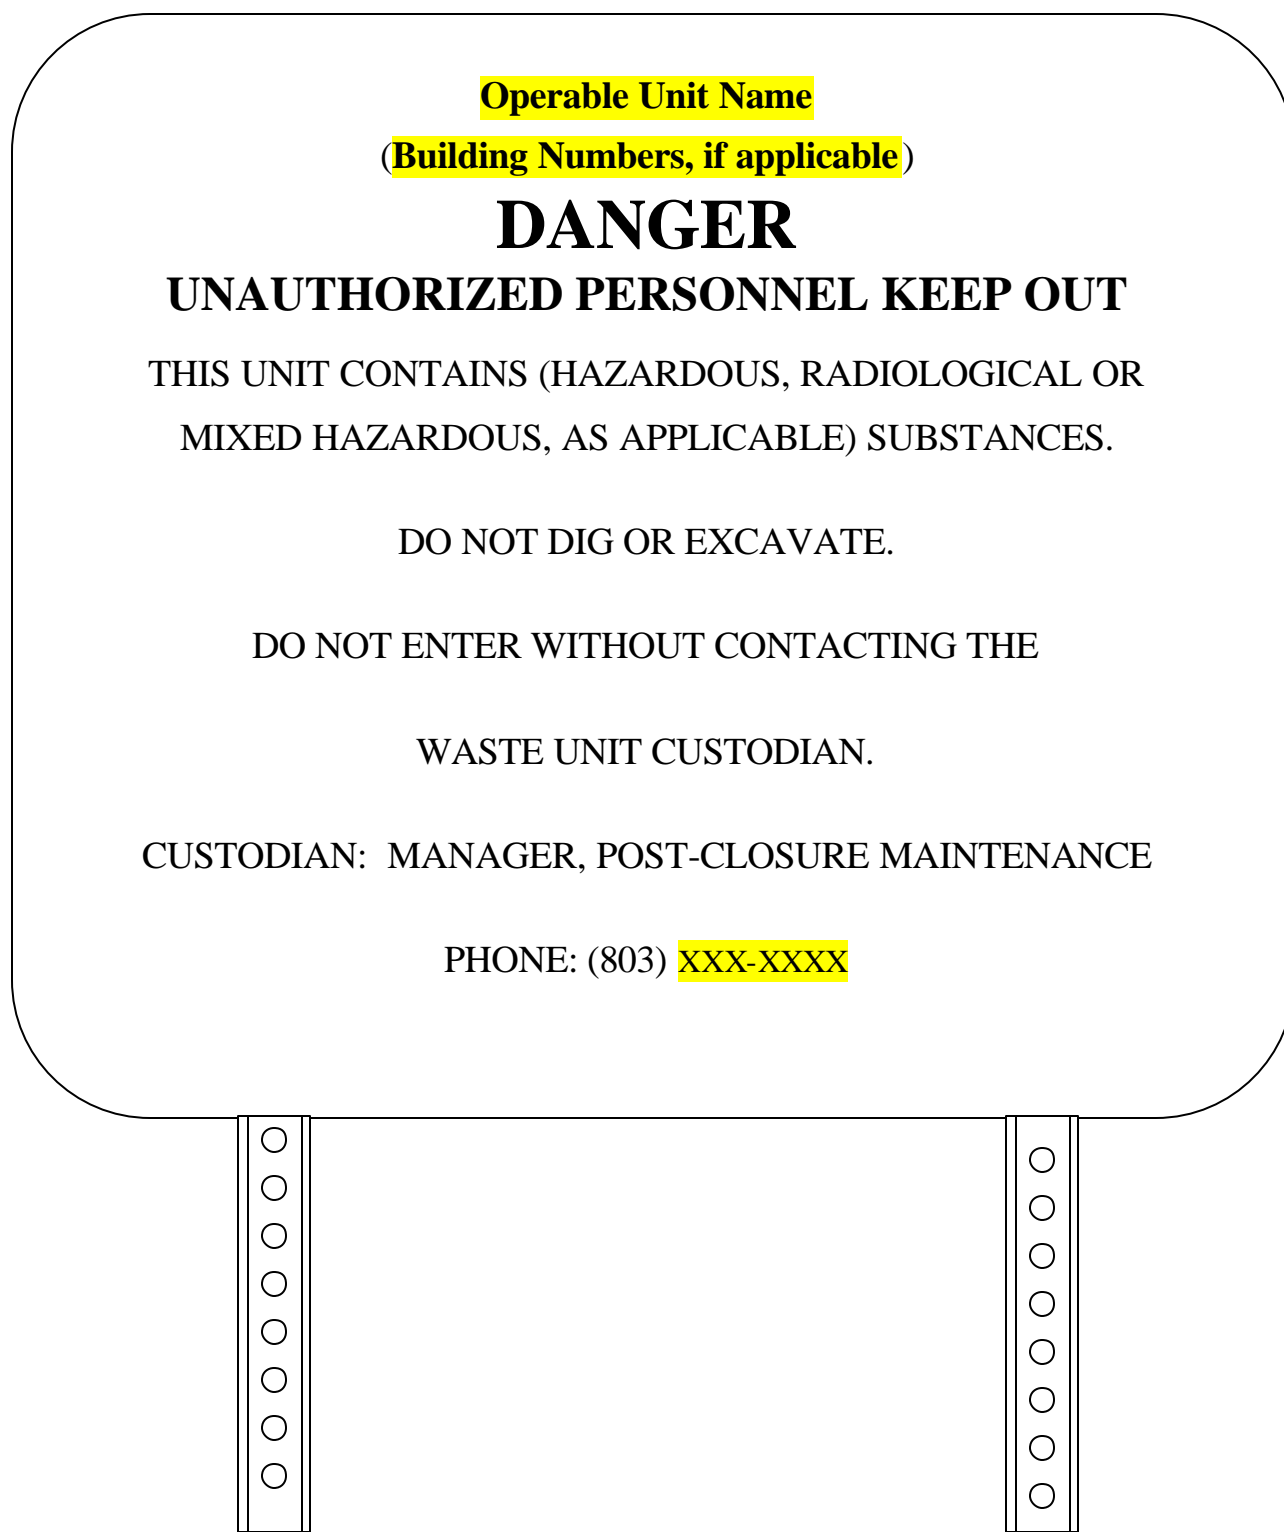 Operable Unit Name
(Building Numbers, if applicable)
DANGER
UNAUTHORIZED PERSONNEL KEEP OUT
THIS UNIT CONTAINS (HAZARDOUS, RADIOLOGICAL OR
MIXED HAZARDOUS, AS APPLICABLE) SUBSTANCES.
DO NOT DIG OR EXCAVATE.
DO NOT ENTER WITHOUT CONTACTING THE
WASTE UNIT CUSTODIAN.
CUSTODIAN:  MANAGER, POST-CLOSURE MAINTENANCE
PHONE: (803) XXX-XXXX